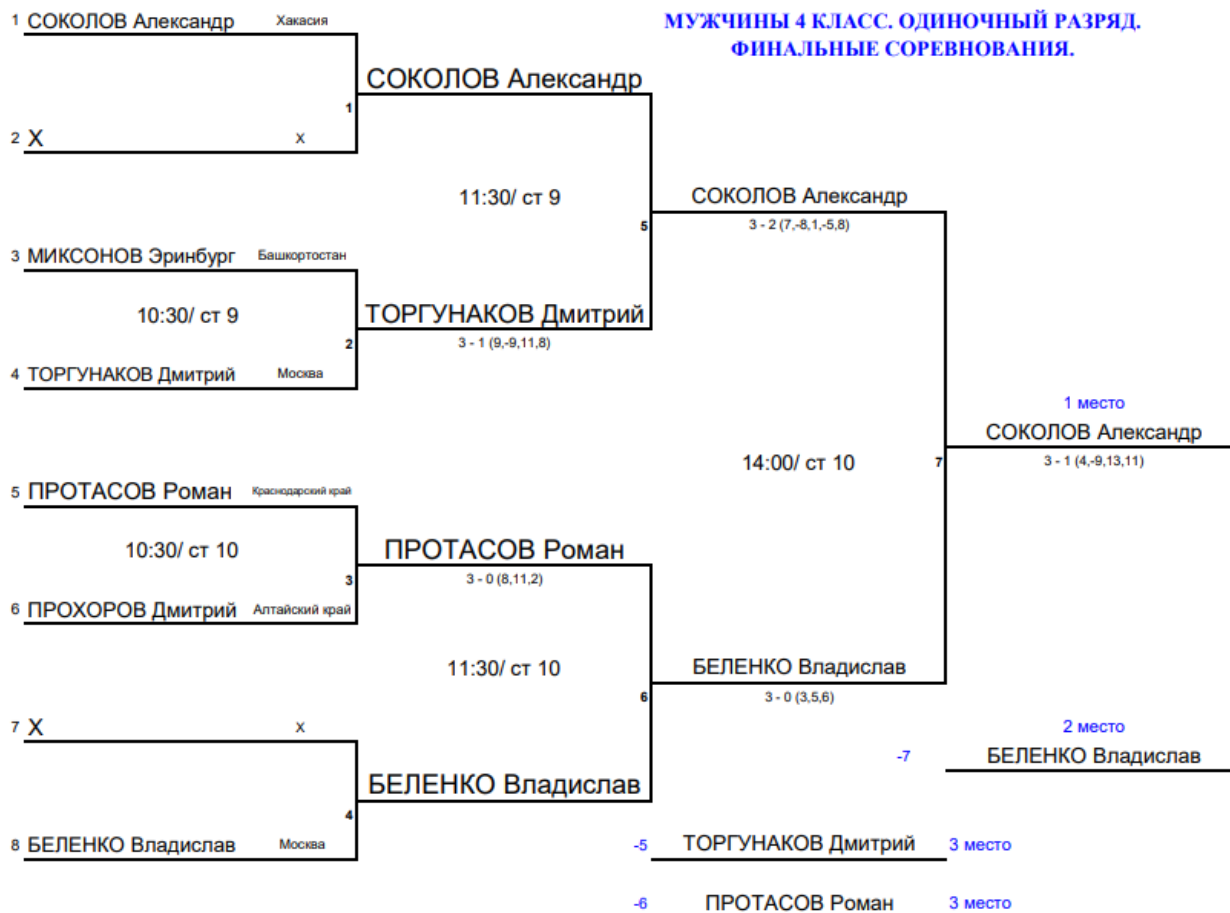 МУЖЧИНЫ 4 КЛАСС. ОДИНОЧНЫЙ РАЗРЯД.
ФИНАЛЬНЫЕ СОРЕВНОВАНИЯ.
1 СОКОЛОВ Александр Хакасия
СОКОЛОВ Александр
1
2 X X
11:30/ ст 9
СОКОЛОВ Александр
5
3 - 2 (7,-8,1,-5,8)
3 МИКСОНОВ Эринбург Башкортостан
10:30/ ст 9
ТОРГУНАКОВ Дмитрий
2
3 - 1 (9,-9,11,8)
4 ТОРГУНАКОВ Дмитрий Москва
1 место
СОКОЛОВ Александр
14:00/ ст 10
7
3 - 1 (4,-9,13,11)
5 ПРОТАСОВ Роман Краснодарский край
10:30/ ст 10
ПРОТАСОВ Роман
3
3 - 0 (8,11,2)
6 ПРОХОРОВ Дмитрий Алтайский край
11:30/ ст 10
БЕЛЕНКО Владислав
6
3 - 0 (3,5,6)
7 X X
2 место
-7 БЕЛЕНКО Владислав
БЕЛЕНКО Владислав
4
8 БЕЛЕНКО Владислав Москва
-5 ТОРГУНАКОВ Дмитрий 3 место
-6 ПРОТАСОВ Роман 3 место